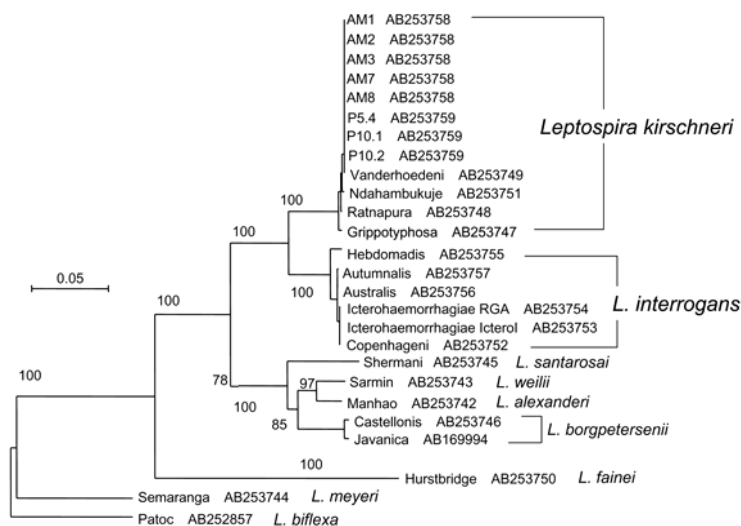 AM1 AB253758
AM2 AB253758
AM3 AB253758
AM7 AB253758
AM8 AB253758
Leptospira kirschneri
P5.4 AB253759
P10.1 AB253759
P10.2 AB253759
Vanderhoedeni AB253749
100 Ndahambukuje AB253751
Ratnapura AB253748
100 Grippotyphosa AB253747
Hebdomadis AB253755
0.05 100 Autumnalis AB253757
Australis AB253756
L. interrogans
100 Icterohaemorrhagiae RGA AB253754
Icterohaemorrhagiae Icterol AB253753
Copenhageni AB253752
Shermani AB253745 L. santarosai
100 78 97 Sarmin AB253743 L. weilii
100 Manhao AB253742 L. alexanderi
85 Castellonis AB253746
L. borgpetersenii
Javanica AB169994
100
Hurstbridge AB253750 L. fainei
Semaranga AB253744 L. meyeri
Patoc AB252857 L. biflexa